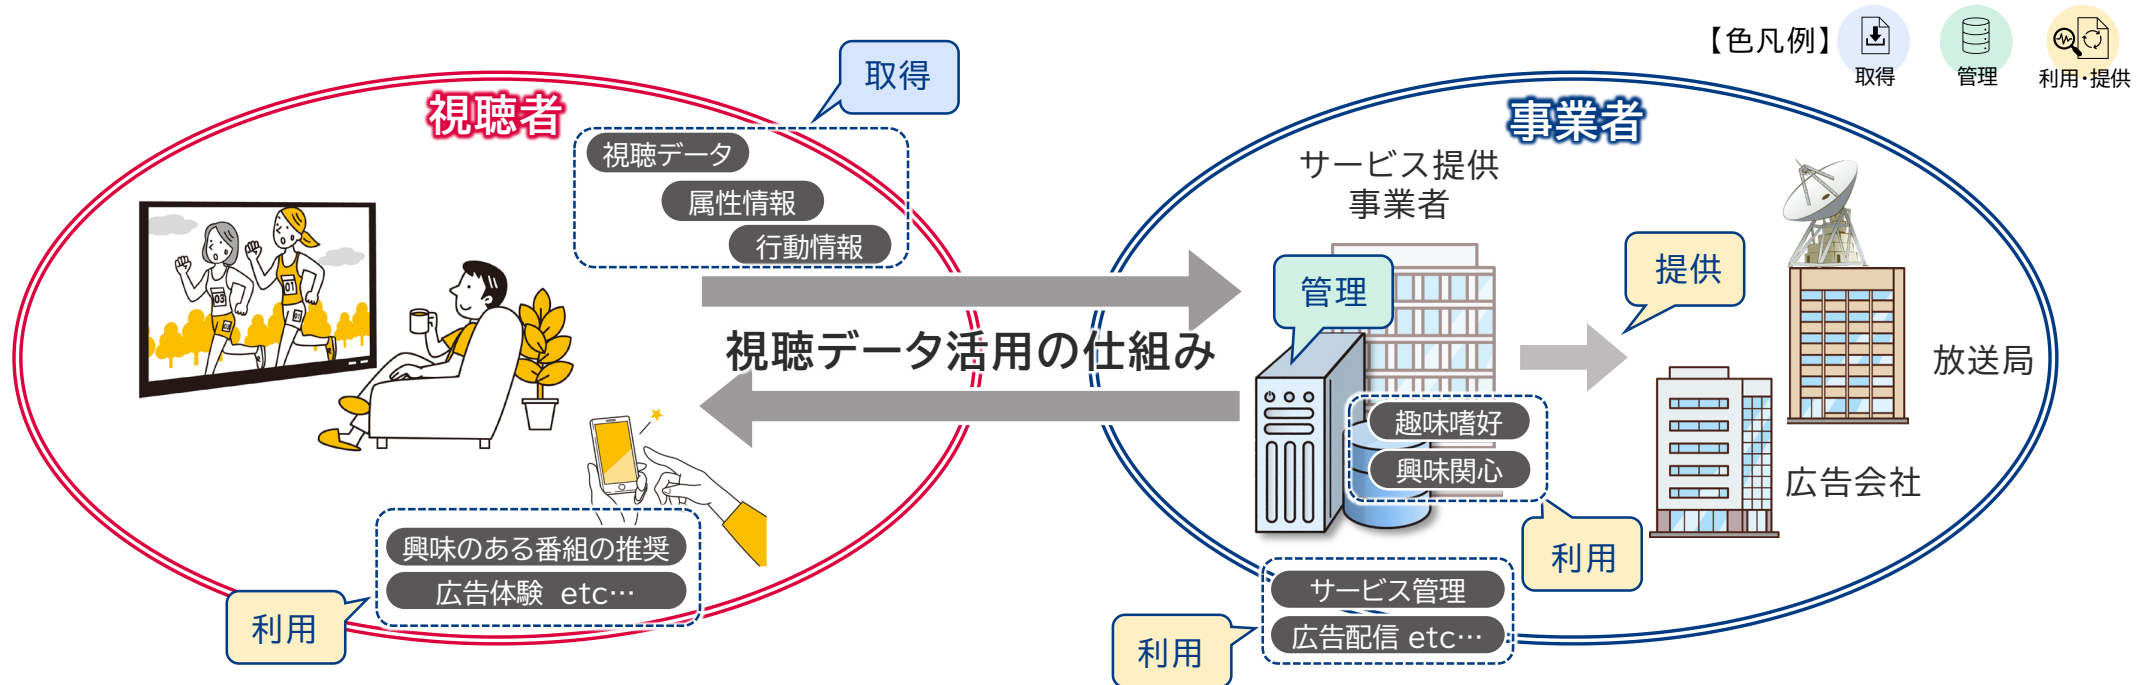 【色凡例】
取得
管理
利用・提供
視聴者
取得
視聴データ
属性情報
行動情報
03
01
03
01
視聴データ活用の仕組み
興味のある番組の推奨
広告体験 etc…
利用
事業者
サービス提供
事業者
管理
提供
放送局
広告会社
趣味嗜好
興味関心
利用
サービス管理
広告配信 etc…
利用